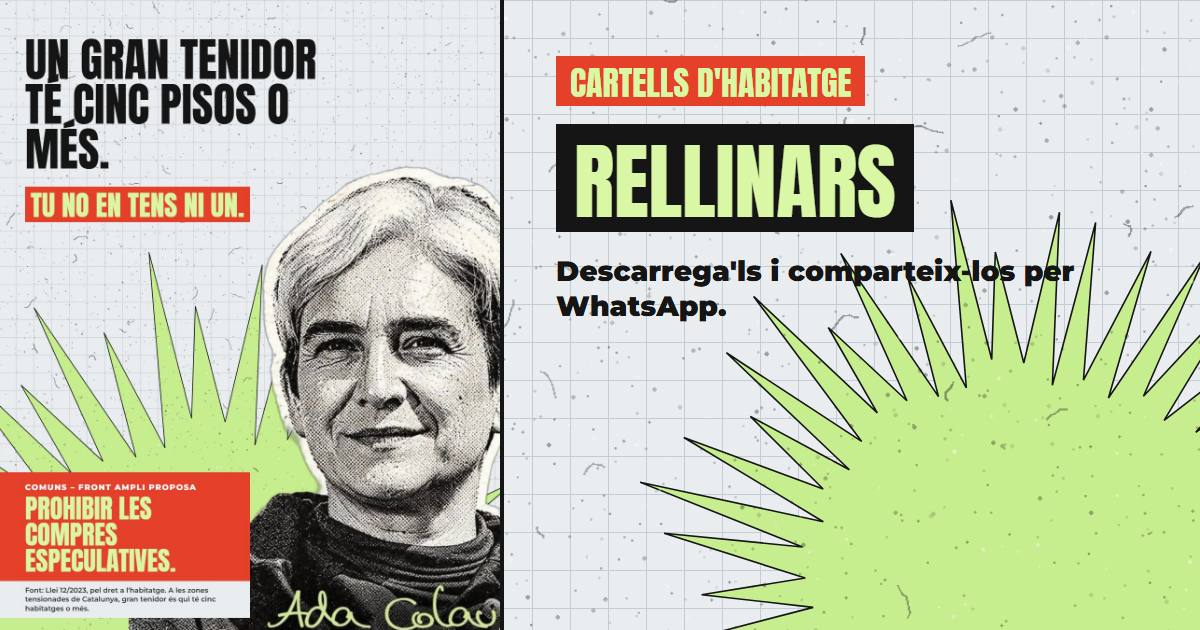 UN GRAN TENIDOR
TÉ CINC PISOS O
MÉS.
TU NO EN TENS NI UN.
COMUNS – FRONT AMPLI PROPOSA
PROHIBIR LES
COMPRES
ESPECULATIVES.
Font: Llei 12/2023, pel dret a l'habitatge. A les zones
tensionades de Catalunya, gran tenidor és qui té cinc
habitatges o més.
Ada Colau
CARTELLS D'HABITATGE
RELLINARS
Descarrega'ls i comparteix-los per
WhatsApp.